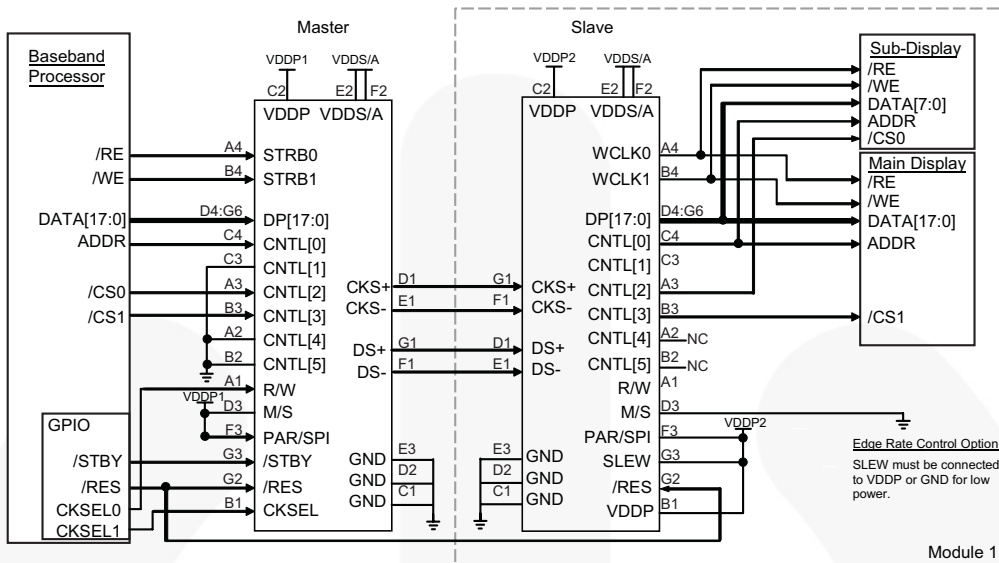 Master
Slave
Baseband
Processor
/RE
/WE
DATA[17:0]
ADDR
/CS0
/CS1
GPIO
/STBY
/RES
CKSEL0
CKSEL1
VDDP1
VDDS/A
C2
E2
F2
VDDP
VDDS/A
A4
STRB0
B4
STRB1
D4:G6
DP[17:0]
C4
CNTL[0]
C3
CNTL[1]
A3
CNTL[2]
B3
CNTL[3]
A2
CNTL[4]
B2
CNTL[5]
A1
R/W
VDDP1
D3
M/S
F3
PAR/SPI
G3
/STBY
G2
/RES
B1
CKSEL
CKS+
D1
CKS-
E1
DS+
G1
DS-
F1
GND
E3
GND
D2
GND
C1
VDDP2
VDDS/A
C2
E2
F2
VDDP
VDDS/A
G1
CKS+
F1
CKS-
D1
DS+
E1
DS-
E3
GND
D2
GND
C1
GND
WCLK0
A4
WCLK1
B4
DP[17:0]
D4:G6
CNTL[0]
C4
CNTL[1]
C3
CNTL[2]
A3
CNTL[3]
B3
CNTL[4]
A2
NC
CNTL[5]
B2
NC
R/W
A1
M/S
D3
PAR/SPI
F3
VDDP2
SLEW
G3
/RES
G2
VDDP
B1
Sub-Display
/RE
/WE
DATA[7:0]
ADDR
/CS0
Main Display
/RE
/WE
DATA[17:0]
ADDR
/CS1
Edge Rate Control Option
SLEW must be connected
to VDDP or GND for low
power.
Module 1